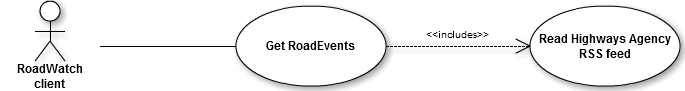 RoadWatch
client
Get RoadEvents
<<includes>>
Read Highways Agency
RSS feed